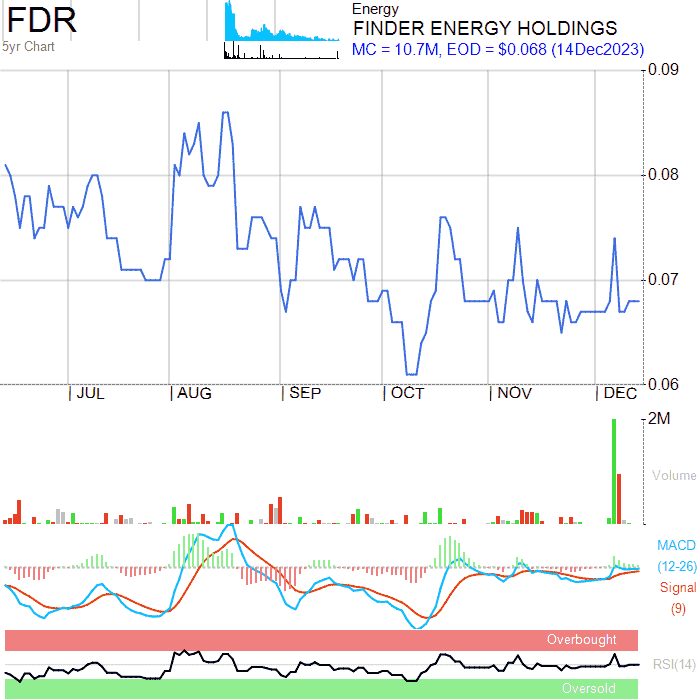 FDR
5yr Chart
Energy
FINDER ENERGY HOLDINGS
MC = 10.7M, EOD = $0.068 (14Dec2023)
0.09
0.08
0.07
0.06
JUL AUG SEP OCT NOV DEC
2M
Volume
MACD
(12-26)
Signal
(9)
Overbought
RSI(14)
Oversold